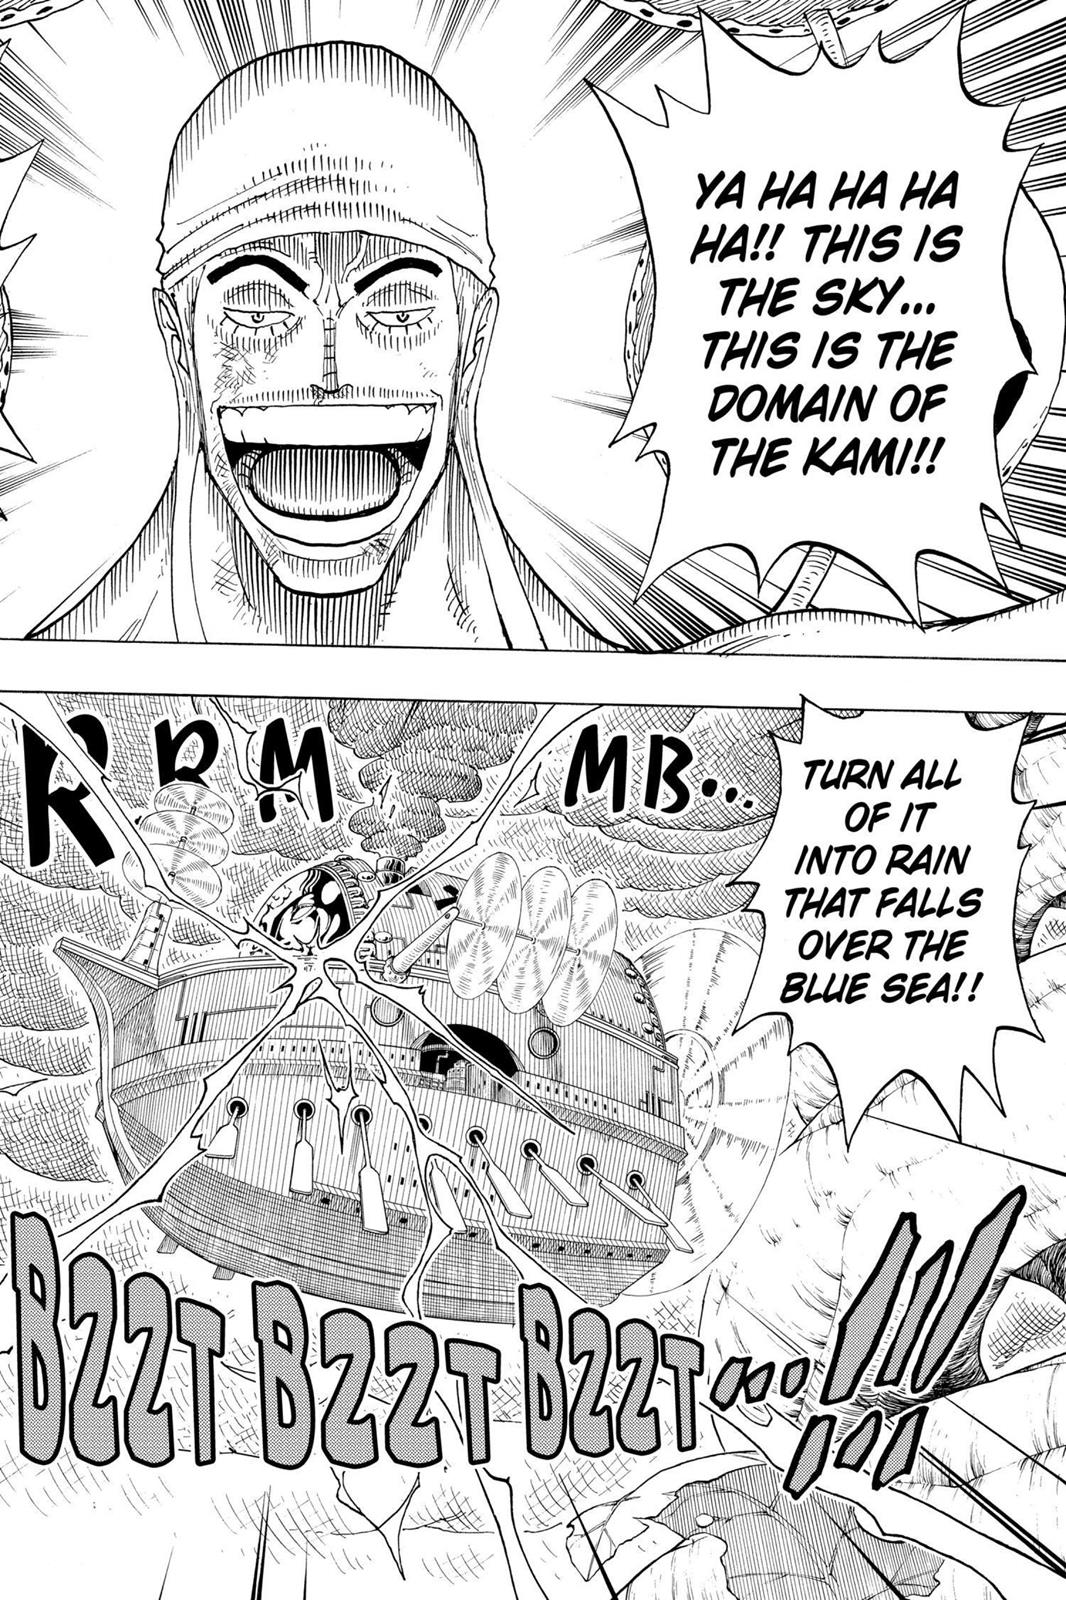 YA HA HA HA
HA!! THIS IS
THE SKY...
THIS IS THE
DOMAIN OF
THE KAMI!!
RRM MB...
TURN ALL
OF IT
INTO RAIN
THAT FALLS
OVER THE
BLUE SEA!!
BZZT BZZT BZZT...!!!